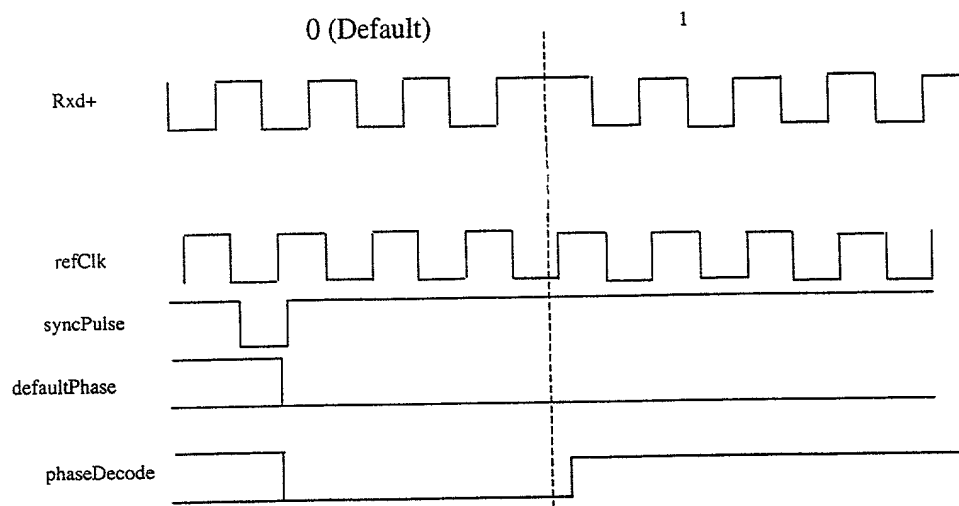 0 (Default)
1
Rxd+
refClk
syncPulse
defaultPhase
phaseDecode